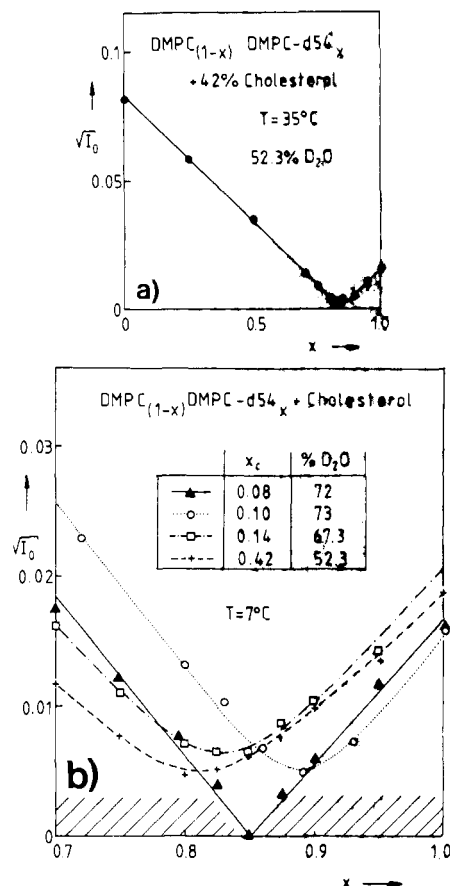 0.1
DMPC(1-x) DMPC-d54x
+42% Cholesterol
T=35°C
√I0
52.3% D2O
0.05
0
a)
0 0.5 1.0
x
DMPC(1-x)DMPC-d54x + Cholesterol
0.03
xc % D2O
0.08 72
0.10 73
0.14 67.3
0.42 52.3
√I0
0.02
T=7°C
0.01
b)
0
0.7 0.8 0.9 1.0
x